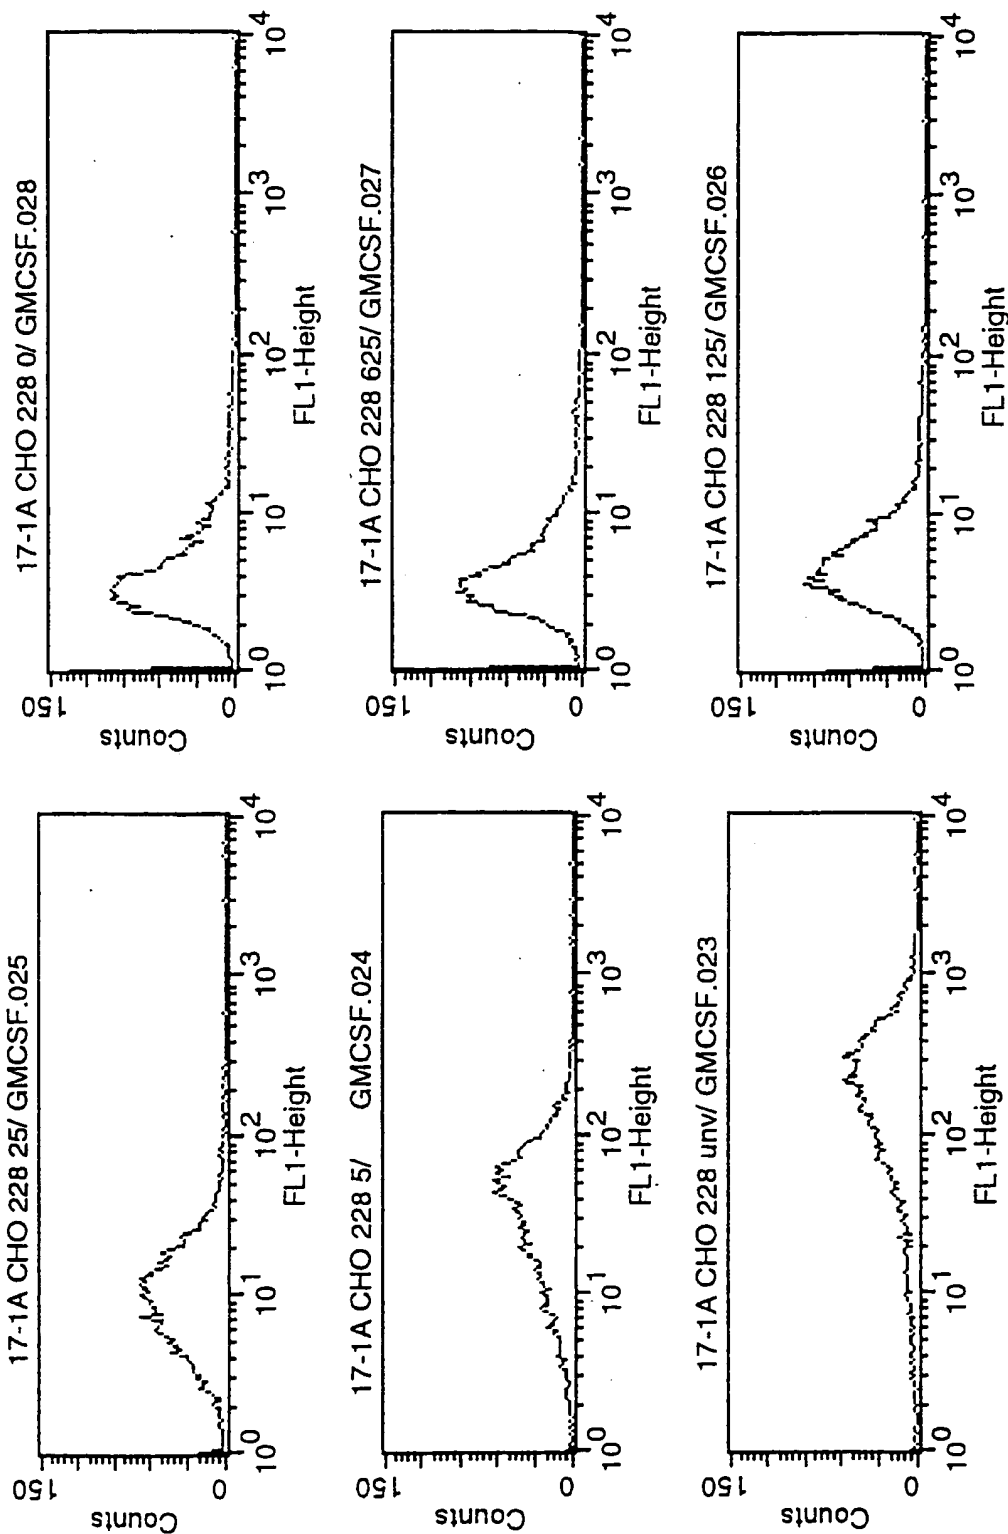 17-1A CHO 228 25/ GMCSF.025
150
Counts
0
10^0 10^1 10^2 10^3 10^4
FL1-Height
17-1A CHO 228 0/ GMCSF.028
150
Counts
0
10^0 10^1 10^2 10^3 10^4
FL1-Height
17-1A CHO 228 5/ GMCSF.024
150
Counts
0
10^0 10^1 10^2 10^3 10^4
FL1-Height
17-1A CHO 228 625/ GMCSF.027
150
Counts
0
10^0 10^1 10^2 10^3 10^4
FL1-Height
17-1A CHO 228 unv/ GMCSF.023
150
Counts
0
10^0 10^1 10^2 10^3 10^4
FL1-Height
17-1A CHO 228 125/ GMCSF.026
150
Counts
0
10^0 10^1 10^2 10^3 10^4
FL1-Height